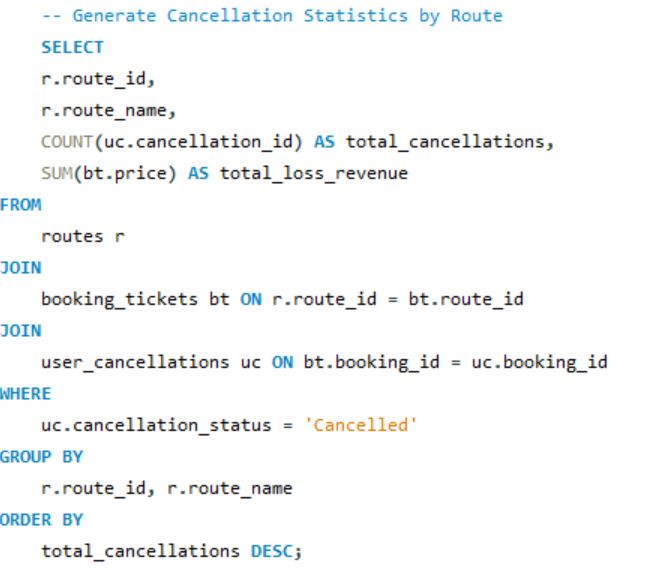 -- Generate Cancellation Statistics by Route
SELECT
r.route_id,
r.route_name,
COUNT(uc.cancellation_id) AS total_cancellations,
SUM(bt.price) AS total_loss_revenue
FROM
routes r
JOIN
booking_tickets bt ON r.route_id = bt.route_id
JOIN
user_cancellations uc ON bt.booking_id = uc.booking_id
WHERE
uc.cancellation_status = 'Cancelled'
GROUP BY
r.route_id, r.route_name
ORDER BY
total_cancellations DESC;